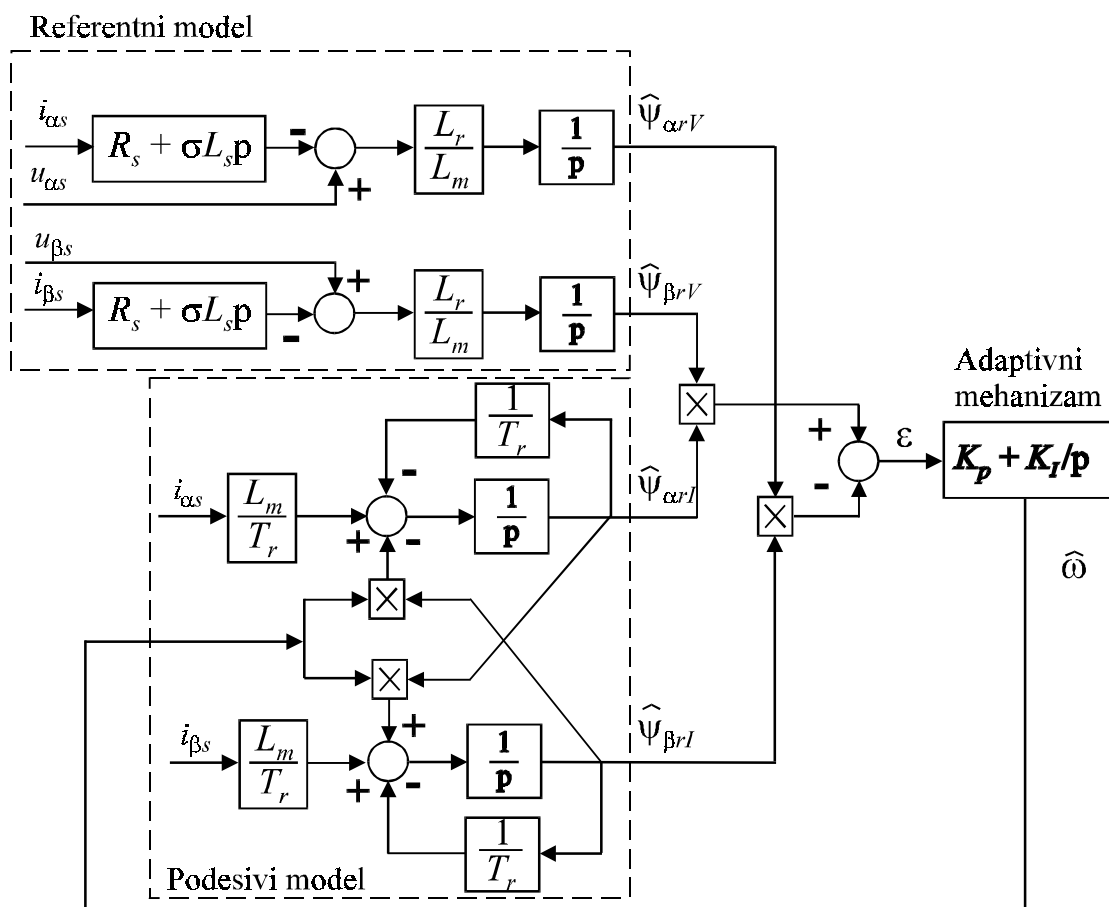 Referentni model
i_αs
R_s + σL_s p
-
+
L_r
L_m
1
p
ψ̂_αrV
u_αs
u_βs
i_βs
R_s + σL_s p
+
-
L_r
L_m
1
p
ψ̂_βrV
Adaptivni
mehanizam
1
T_r
×
+
-
ε
K_p + K_I/p
i_αs
L_m
T_r
-
+
-
1
p
ψ̂_αrI
×
ω̂
×
×
i_βs
L_m
T_r
+
+
-
1
p
ψ̂_βrI
1
T_r
Podesivi model